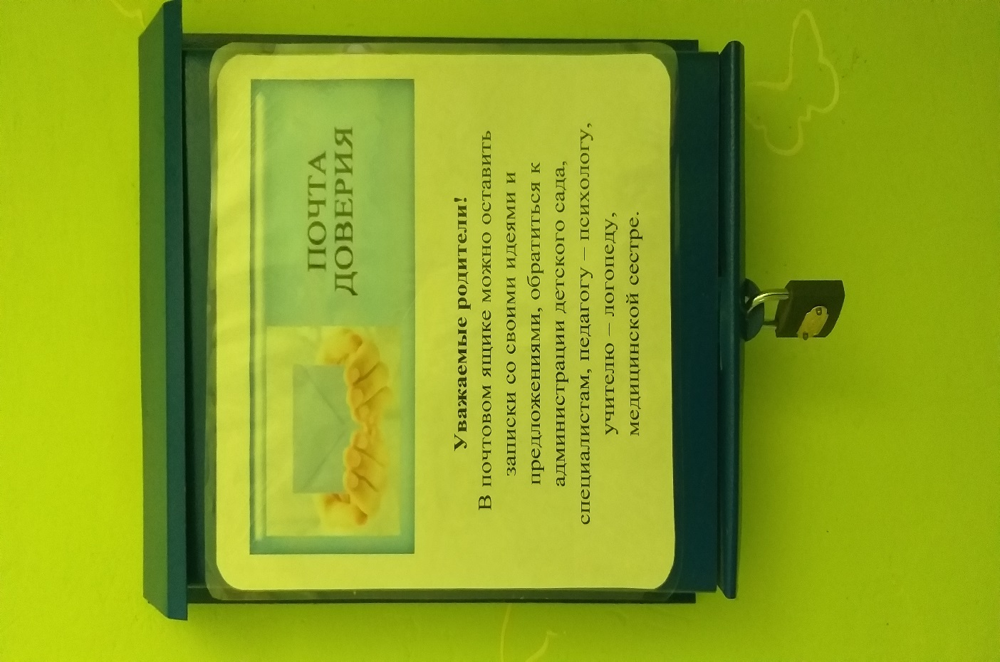 ПОЧТА
ДОВЕРИЯ
Уважаемые родители!
В почтовом ящике можно оставить
записки со своими идеями и
предложениями, обратиться к
администрации детского сада,
специалистам, педагогу – психологу,
учителю – логопеду,
медицинской сестре.